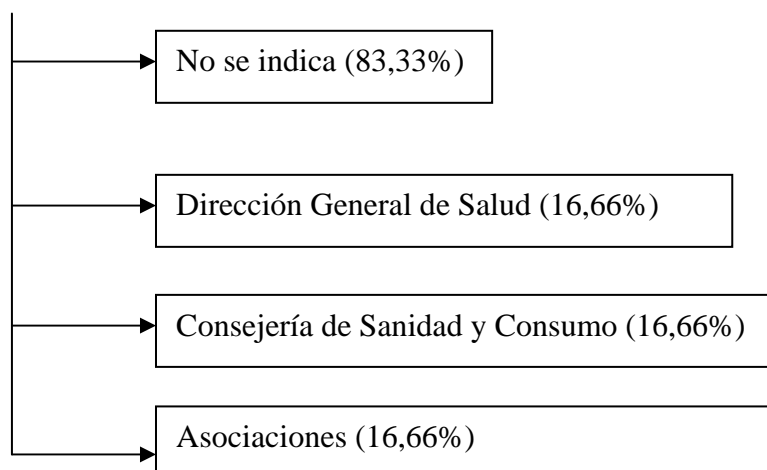 No se indica (83,33%)
Dirección General de Salud (16,66%)
Consejería de Sanidad y Consumo (16,66%)
Asociaciones (16,66%)